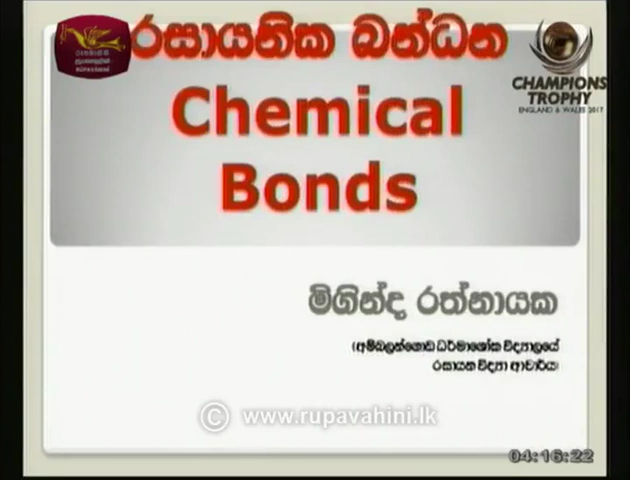 රසායනික බන්ධන
Chemical
Bonds
CHAMPIONS
TROPHY
ENGLAND & WALES 2017
මිගින්ද රත්නායක
(අම්බලන්ගොඩ ධර්මාශෝක විද්‍යාලයේ
රසායන විද්‍යා ආචාර්ය)
© www.rupavahini.lk
04:16:22